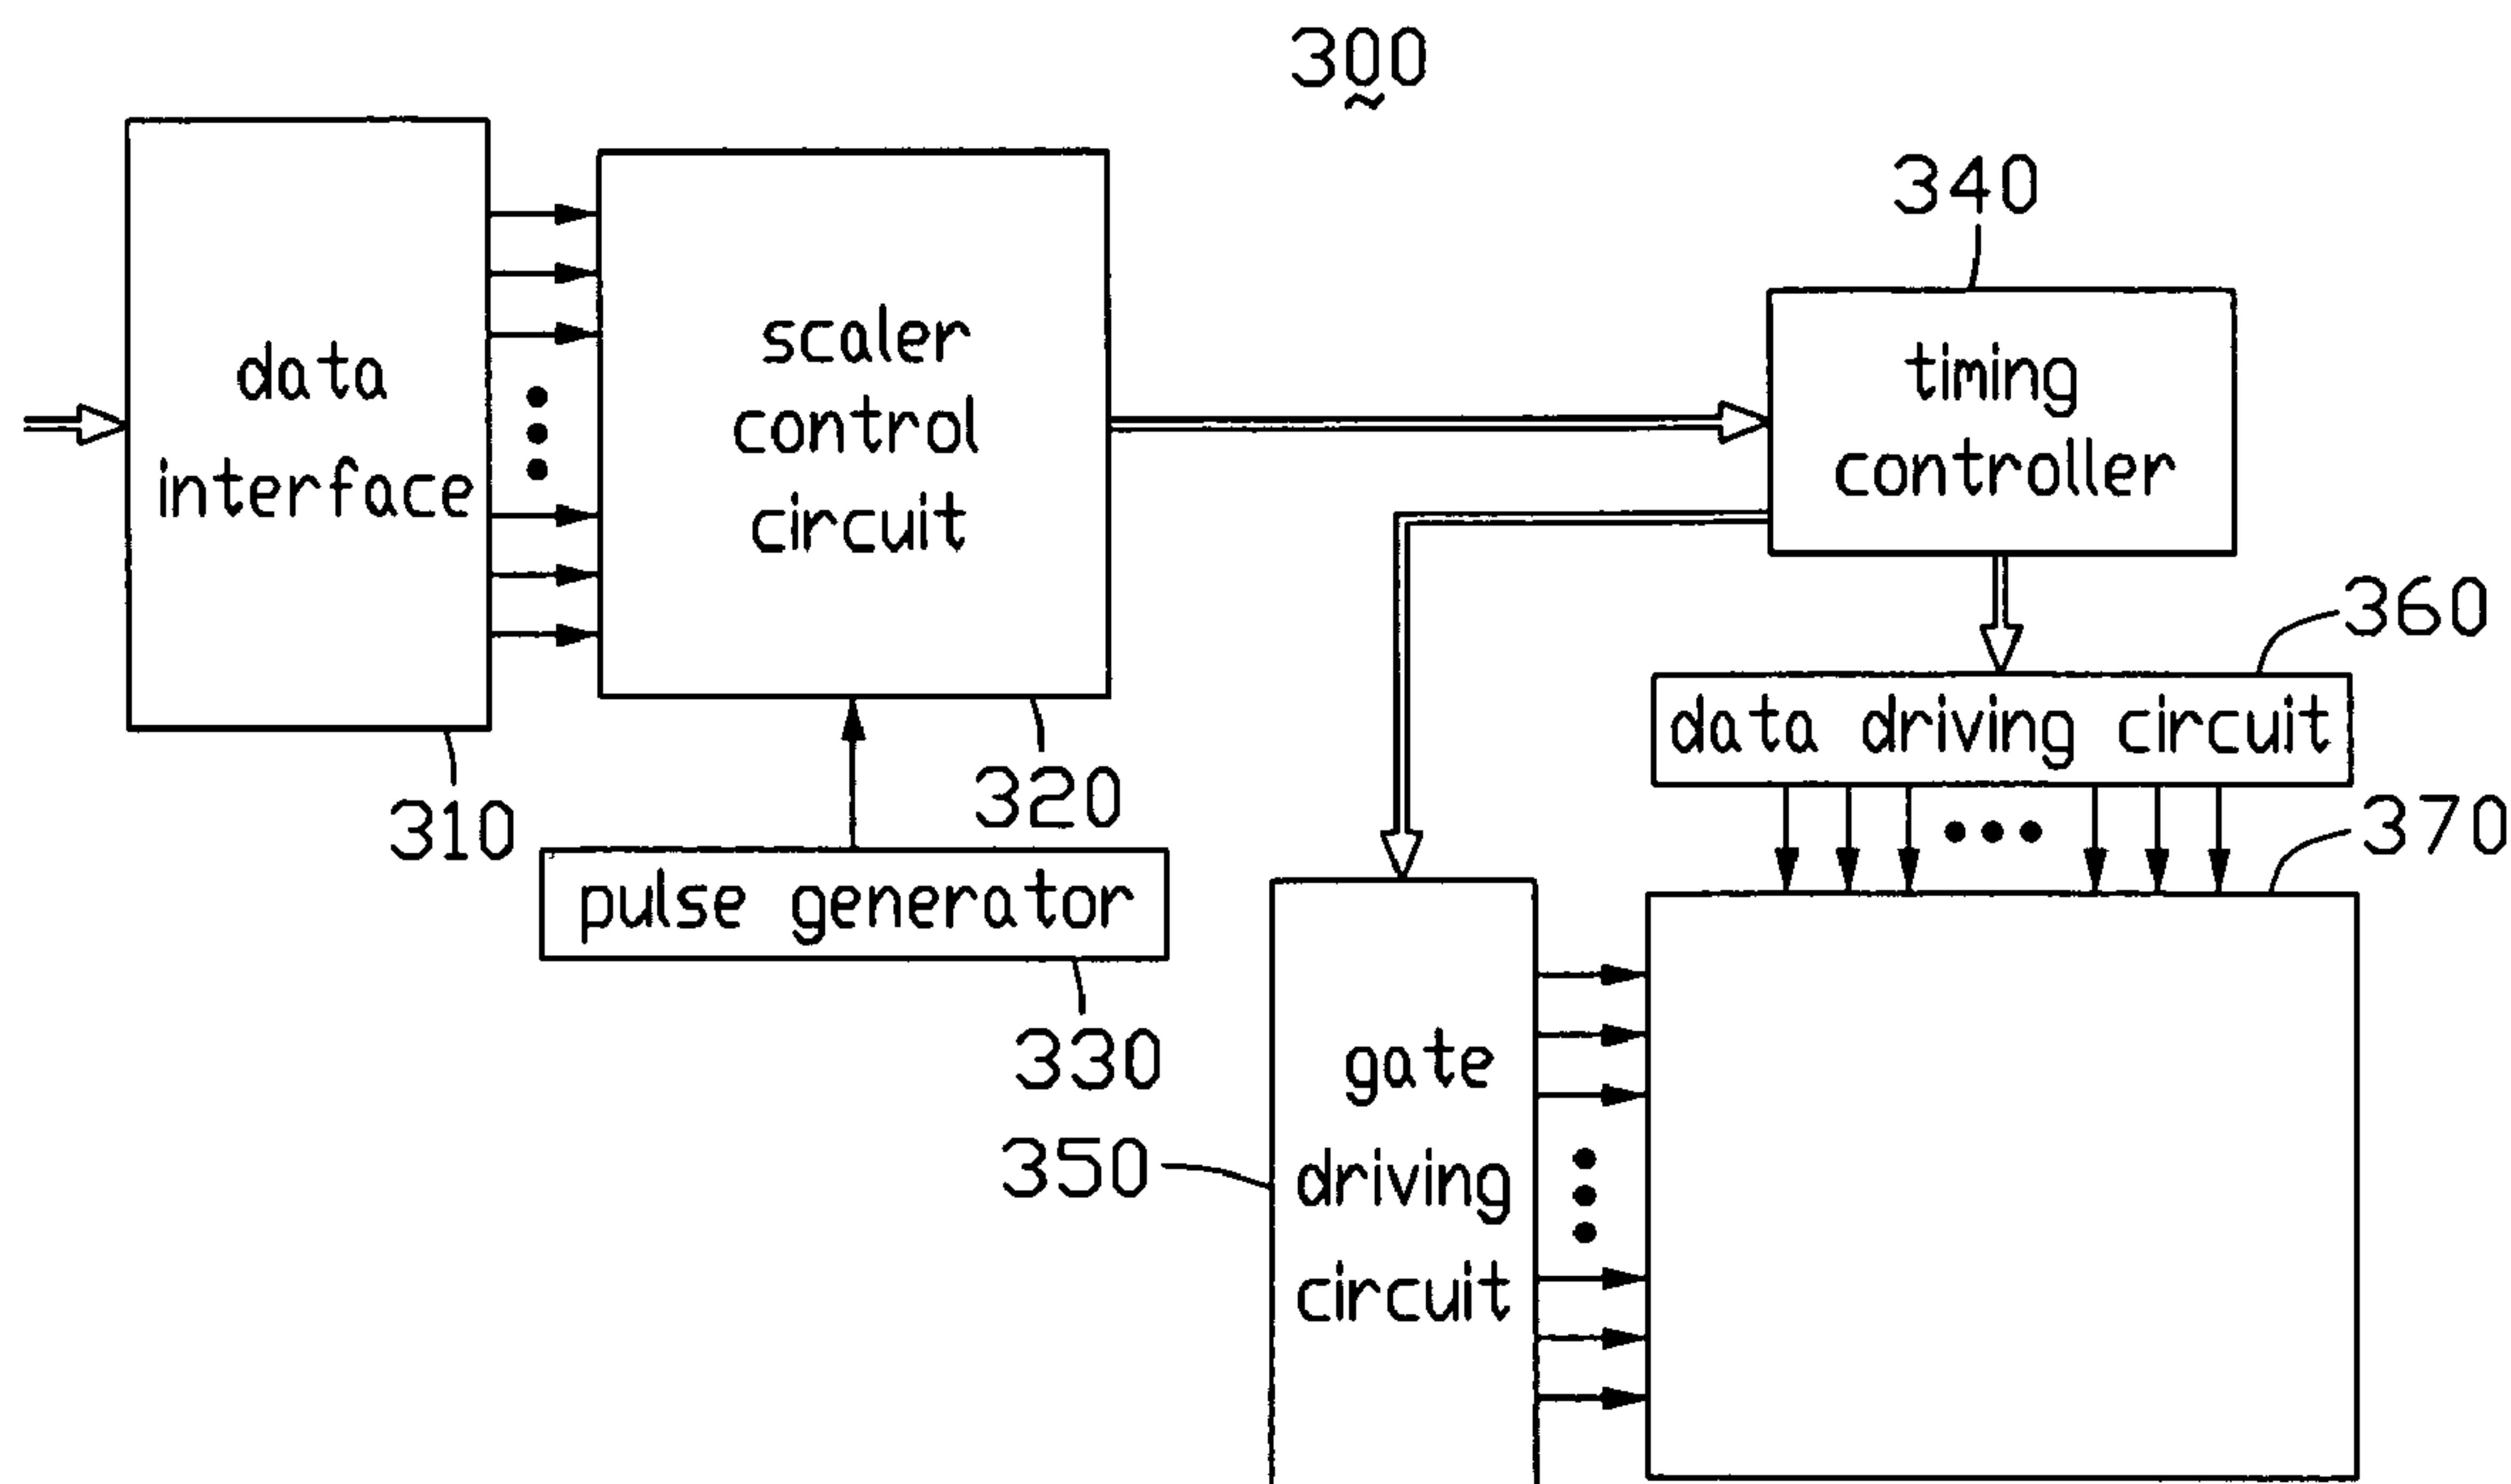 300
data
interface
scaler
control
circuit
340
timing
controller
360
data driving circuit
310
320
370
pulse generator
330
350
gate
driving
circuit